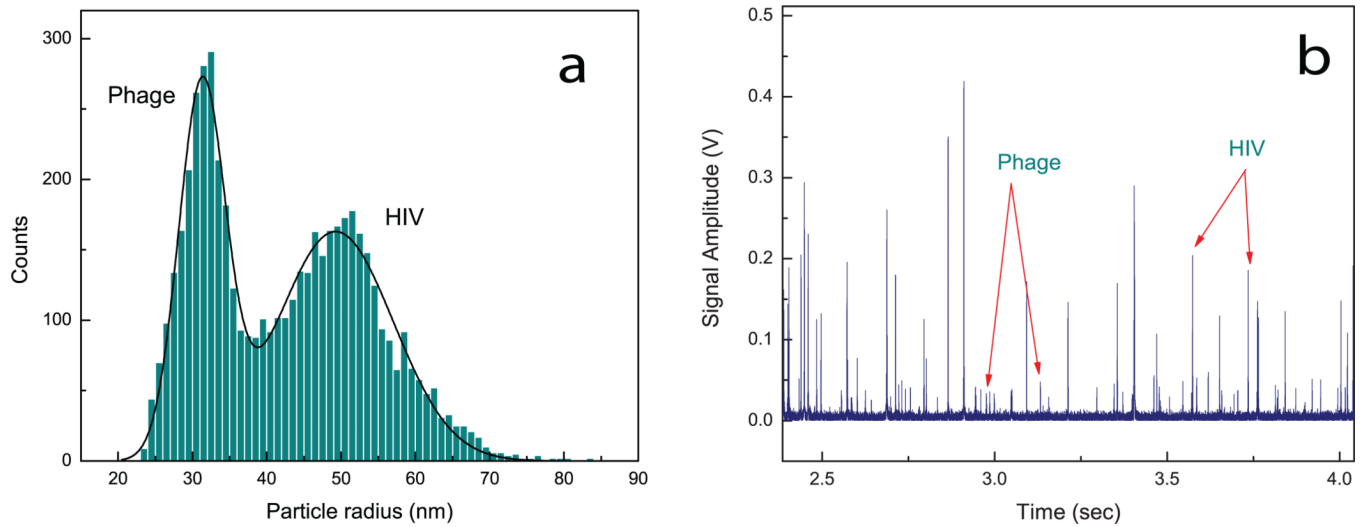 a
300
200
100
0
Counts
Phage
HIV
20 30 40 50 60 70 80 90
Particle radius (nm)
b
0.5
0.4
0.3
0.2
0.1
0.0
Signal Amplitude (V)
Phage
HIV
2.5 3.0 3.5 4.0
Time (sec)